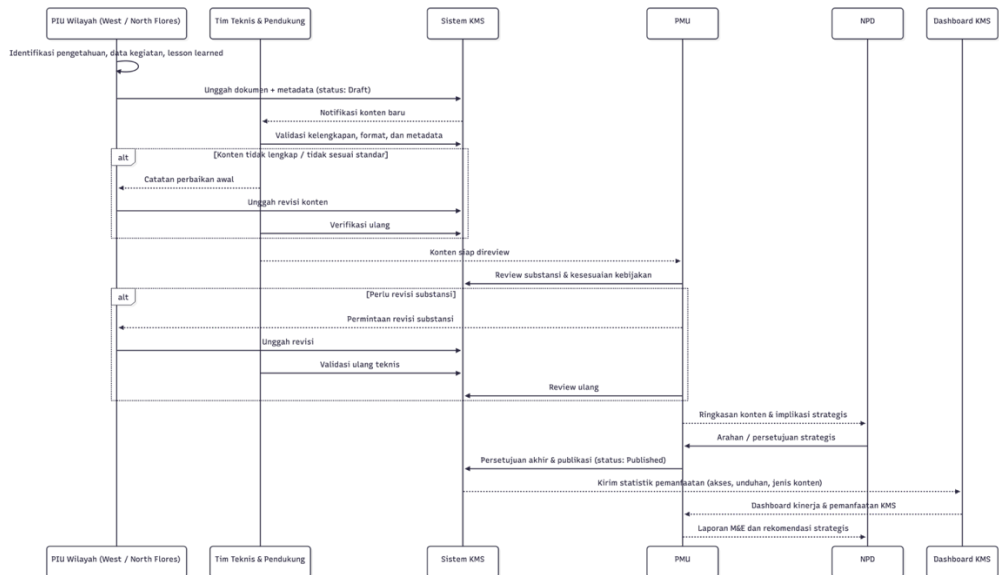 PIU Wilayah (West / North Flores)
Tim Teknis & Pendukung
Sistem KMS
PMU
NPD
Dashboard KMS
Identifikasi pengetahuan, data kegiatan, lesson learned
Unggah dokumen + metadata (status: Draft)
Notifikasi konten baru
Validasi kelengkapan, format, dan metadata
alt
[Konten tidak lengkap / tidak sesuai standar]
Catatan perbaikan awal
Unggah revisi konten
Verifikasi ulang
Konten siap direview
Review substansi & kesesuaian kebijakan
alt
[Perlu revisi substansi]
Permintaan revisi substansi
Unggah revisi
Validasi ulang teknis
Review ulang
Ringkasan konten & implikasi strategis
Arahan / persetujuan strategis
Persetujuan akhir & publikasi (status: Published)
Kirim statistik pemanfaatan (akses, unduhan, jenis konten)
Dashboard kinerja & pemanfaatan KMS
Laporan M&E dan rekomendasi strategis
PIU Wilayah (West / North Flores)
Tim Teknis & Pendukung
Sistem KMS
PMU
NPD
Dashboard KMS